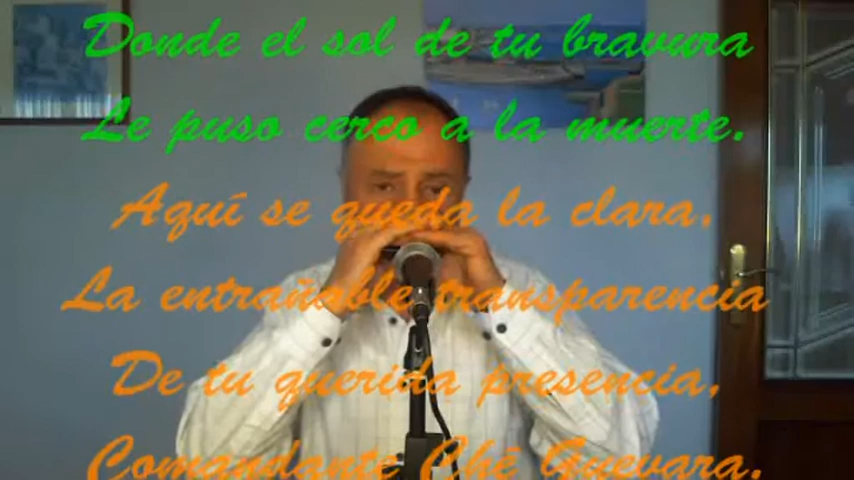 Donde el sol de tu bravura
Le puso cerco a la muerte.
Aquí se queda la clara,
La entrañable transparencia
De tu querida presencia,
Comandante Ché Guevara.